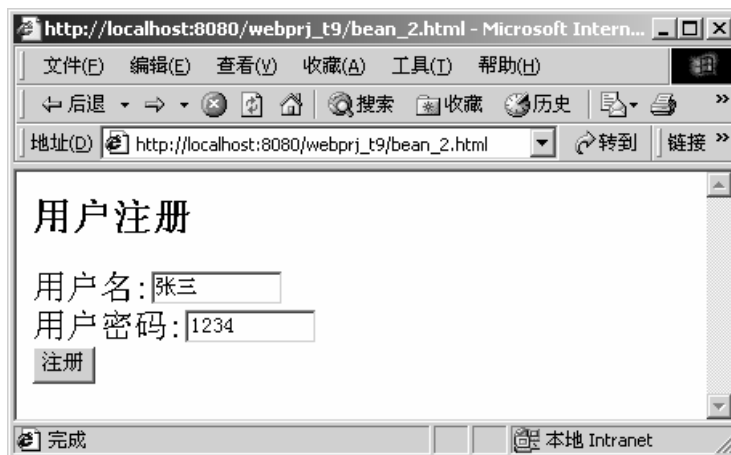 http://localhost:8080/webprj_t9/bean_2.html - Microsoft Intern...
文件(F) 编辑(E) 查看(V) 收藏(A) 工具(T) 帮助(H)
后退 搜索 收藏 历史 »
地址(D) http://localhost:8080/webprj_t9/bean_2.html 转到 链接 »
用户注册
用户名:张三
用户密码:1234
注册
完成 本地 Intranet